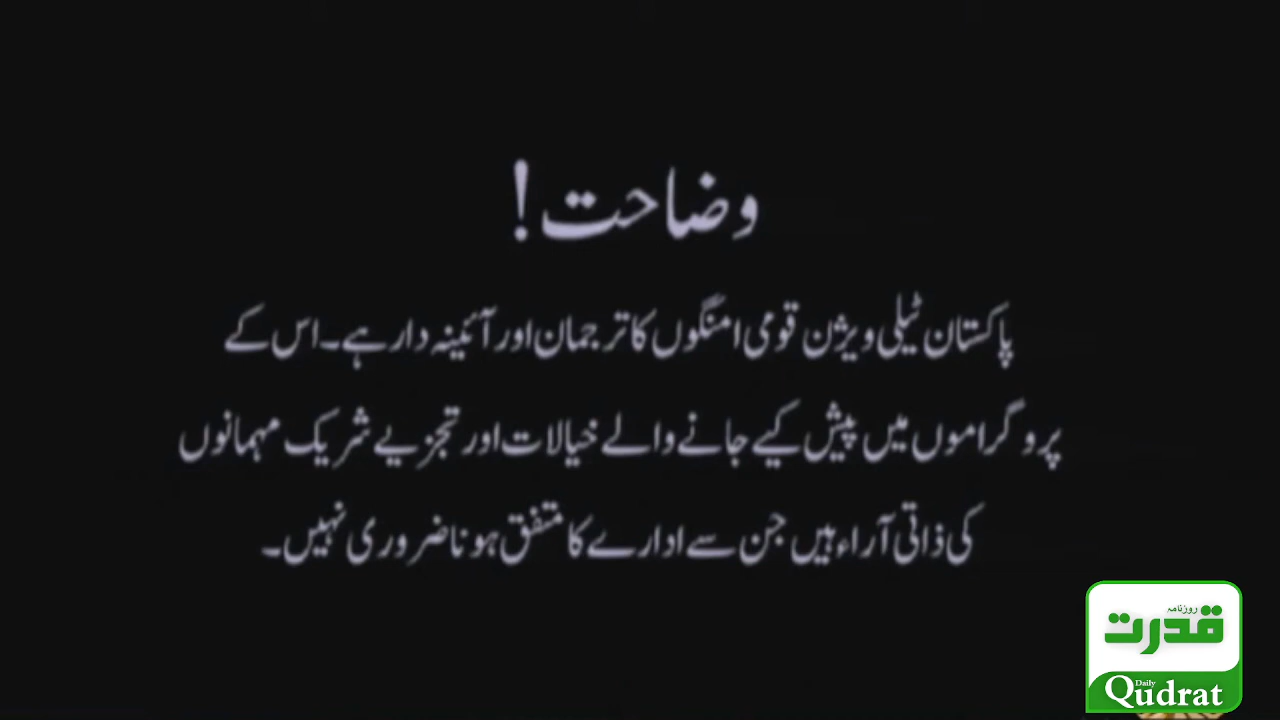 وضاحت!
پاکستان ٹیلی ویژن قومی امنگوں کا ترجمان اور آئینہ دار ہے۔ اس کے
پروگراموں میں پیش کیے جانے والے خیالات اور تجزیے شریک مہمانوں
کی ذاتی آراء ہیں جن سے ادارے کا متفق ہونا ضروری نہیں۔
روزنامہ
قدرت
Daily
Qudrat